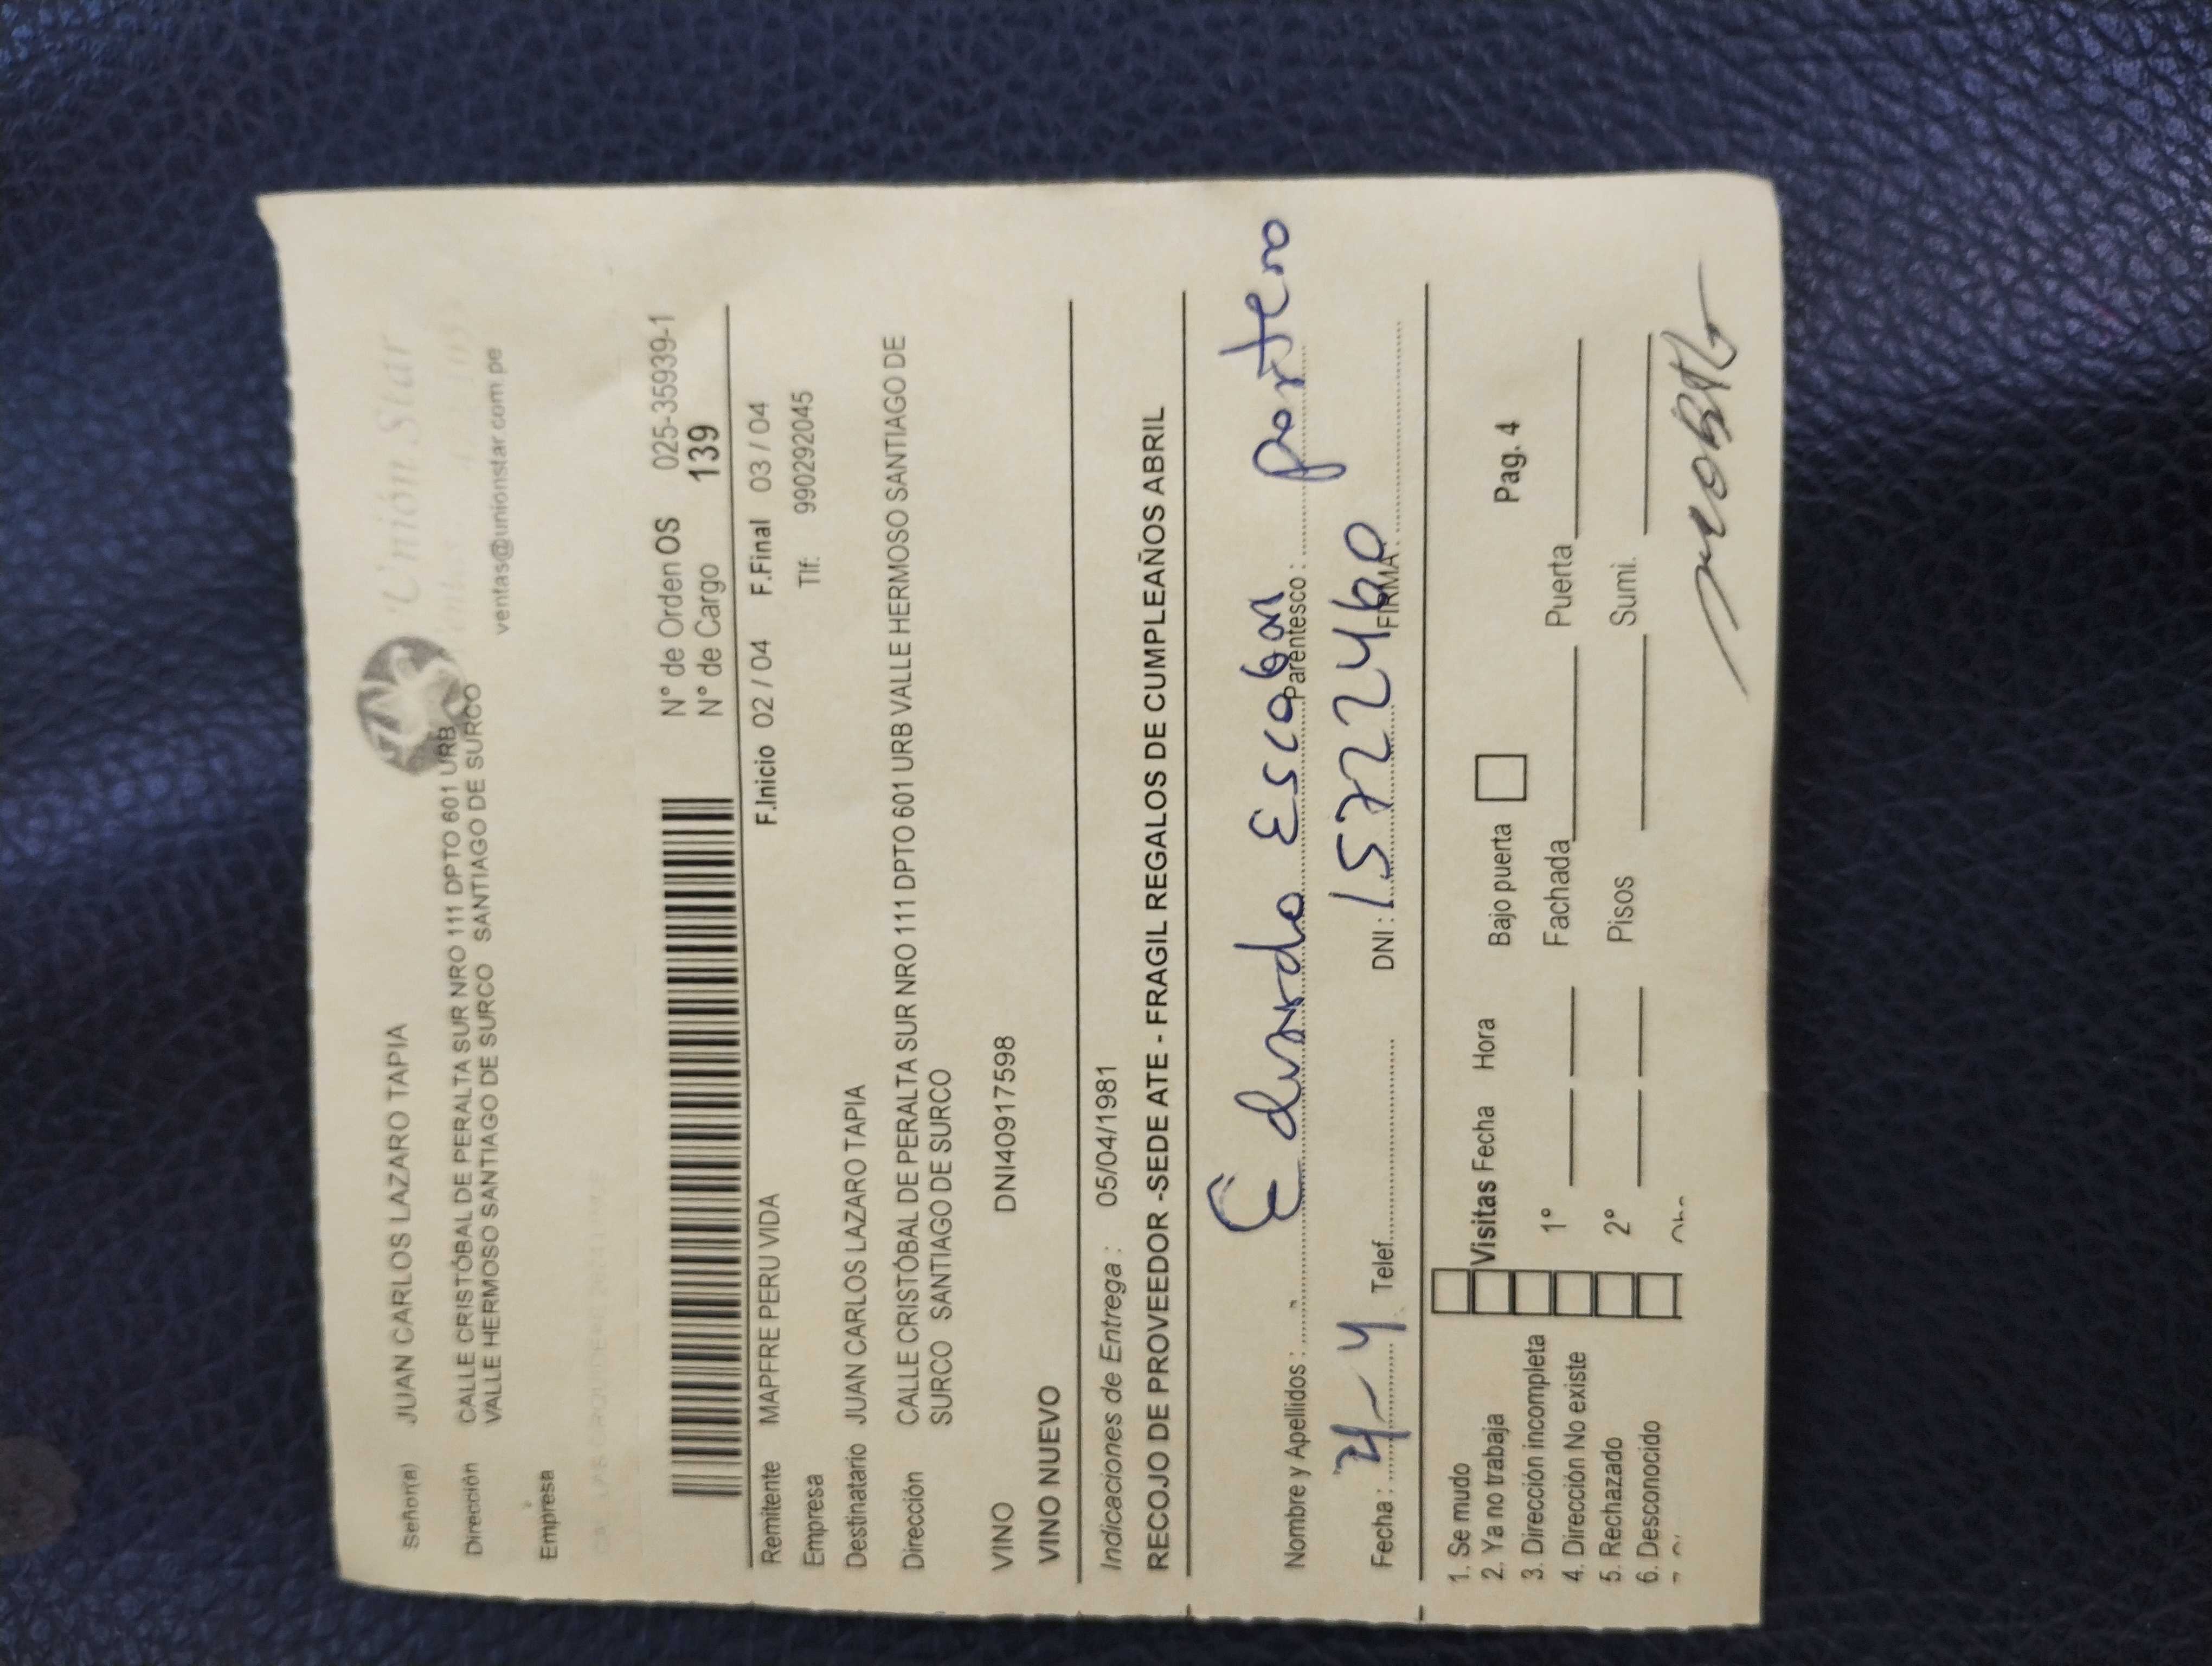 Señor(a) JUAN CARLOS LAZARO TAPIA
Unión Star
Dirección CALLE CRISTÓBAL DE PERALTA SUR NRO 111 DPTO 601 URB
VALLE HERMOSO SANTIAGO DE SURCO SANTIAGO DE SURCO
ventas@unionstar.com.pe
Empresa
N° de Orden OS 025-35939-1
N° de Cargo 139
Remitente MAPFRE PERU VIDA F.Inicio 02 / 04 F.Final 03 / 04
Empresa Tlf: 990292045
Destinatario JUAN CARLOS LAZARO TAPIA
Dirección CALLE CRISTÓBAL DE PERALTA SUR NRO 111 DPTO 601 URB VALLE HERMOSO SANTIAGO DE
SURCO SANTIAGO DE SURCO
VINO DNI40917598
VINO NUEVO
Indicaciones de Entrega : 05/04/1981
RECOJO DE PROVEEDOR -SEDE ATE - FRAGIL REGALOS DE CUMPLEAÑOS ABRIL
Nombre y Apellidos : Eduardo Escobar Parentesco : portero
Fecha : 4-4 Telef. DNI : 15722460 FIRMA
1. Se mudo
2. Ya no trabaja Visitas Fecha Hora Bajo puerta Pag. 4
3. Dirección incompleta
4. Dirección No existe 1° Fachada Puerta
5. Rechazado
6. Desconocido 2° Pisos Sumi.